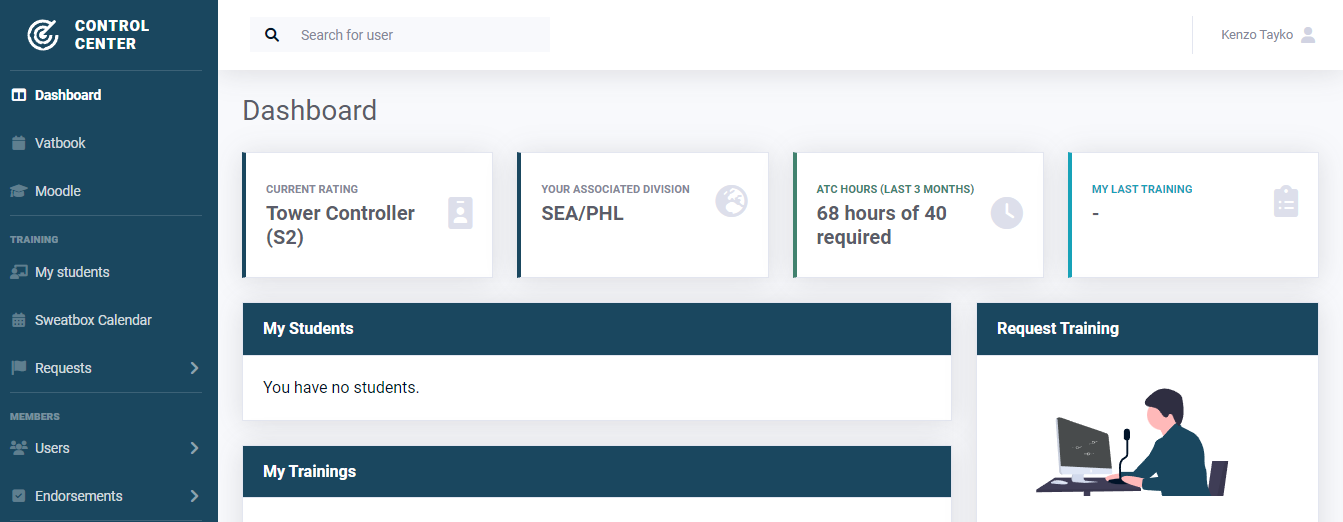 CONTROL
CENTER
Search for user
Kenzo Tayko
Dashboard
Vatbook
Moodle
TRAINING
My students
Sweatbox Calendar
Requests
MEMBERS
Users
Endorsements
Dashboard
CURRENT RATING
Tower Controller
(S2)
YOUR ASSOCIATED DIVISION
SEA/PHL
ATC HOURS (LAST 3 MONTHS)
68 hours of 40
required
MY LAST TRAINING
-
My Students
You have no students.
Request Training
My Trainings